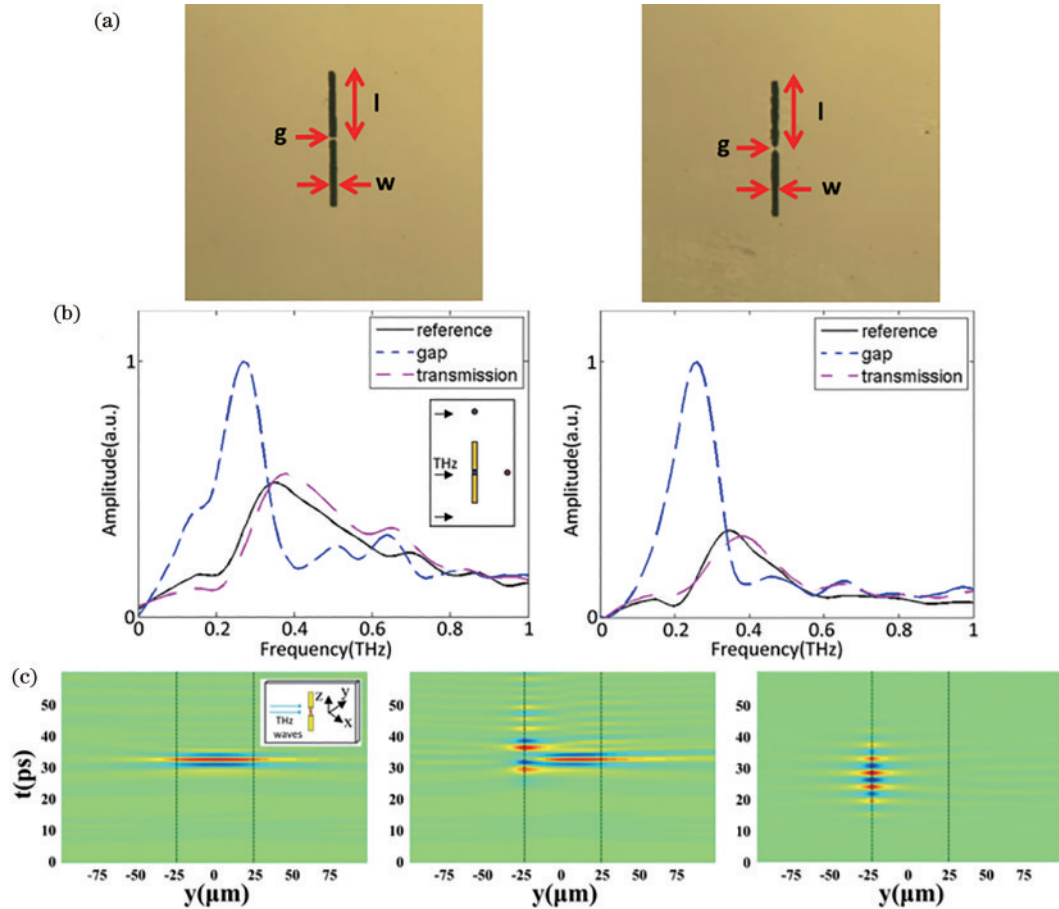 (a)
l
g
w
l
g
w
(b)
reference
gap
transmission
1
THz
0
Amplitude(a.u.)
0 0.2 0.4 0.6 0.8 1
Frequency(THz)
reference
gap
transmission
1
0
Amplitude(a.u.)
0 0.2 0.4 0.6 0.8 1
Frequency(THz)
(c)
z y
x
THz
waves
50
40
30
20
10
0
t(ps)
-75 -50 -25 0 25 50 75
y(μm)
50
40
30
20
10
0
-75 -50 -25 0 25 50 75
y(μm)
50
40
30
20
10
0
-75 -50 -25 0 25 50 75
y(μm)